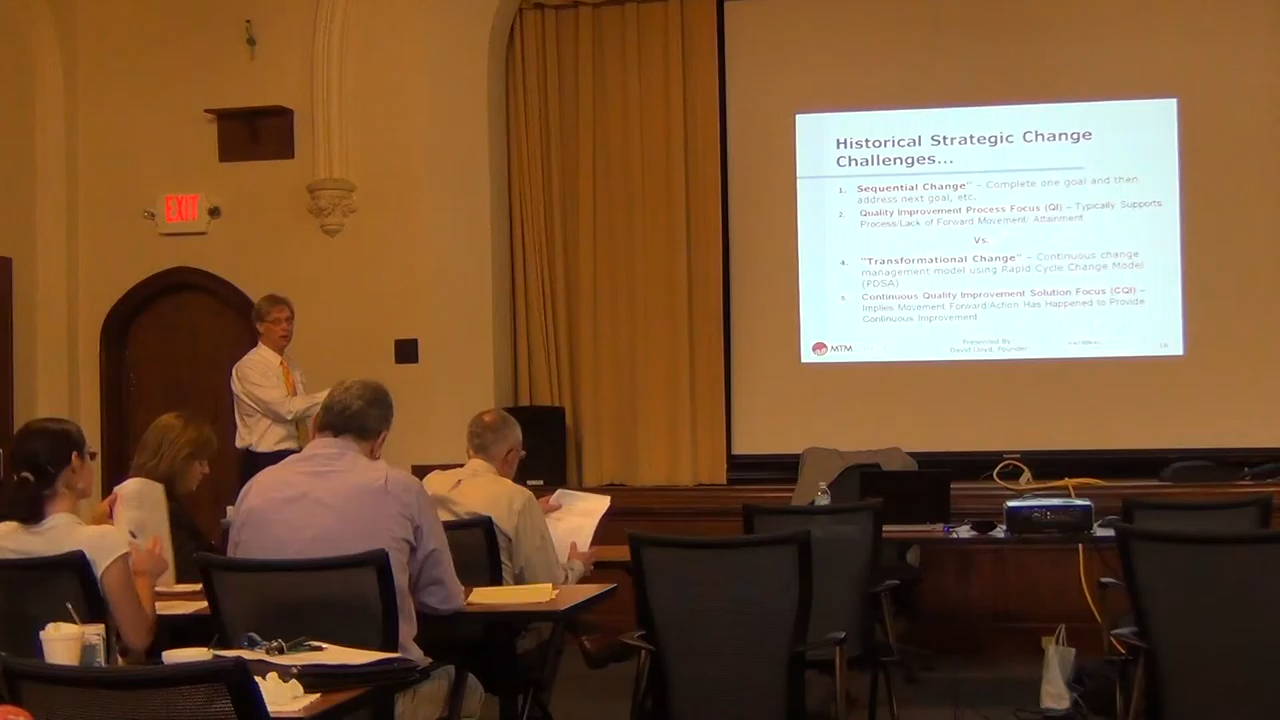 EXIT
Historical Strategic Change
Challenges...
1. Sequential Change" – Complete one goal and then
address next goal, etc.
2. Quality Improvement Process Focus (QI) – Typically Supports
Process/Lack of Forward Movement/ Attainment
Vs.
4. "Transformational Change" – Continuous change
management model using Rapid Cycle Change Model
(PDSA)
5. Continuous Quality Improvement Solution Focus (CQI) –
Implies Movement Forward/Action Has Happened to Provide
Continuous Improvement
MTM
Presented By
David Lloyd, Founder